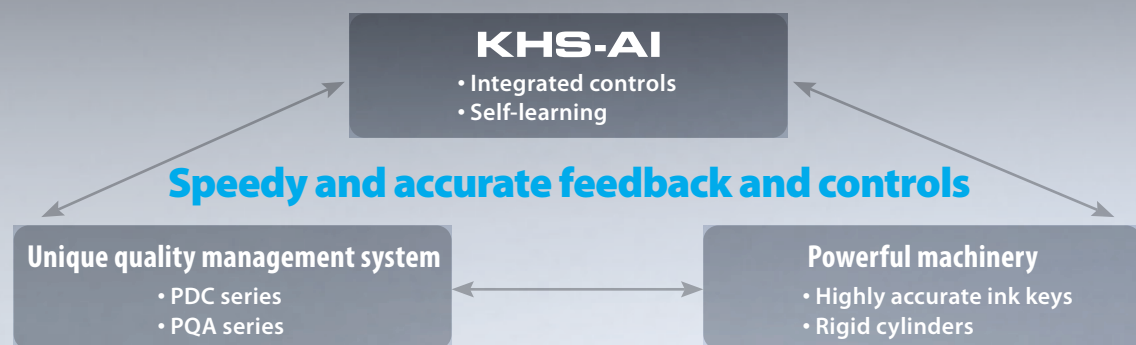 KHS-AI
• Integrated controls
• Self-learning
Speedy and accurate feedback and controls
Unique quality management system
• PDC series
• PQA series
Powerful machinery
• Highly accurate ink keys
• Rigid cylinders